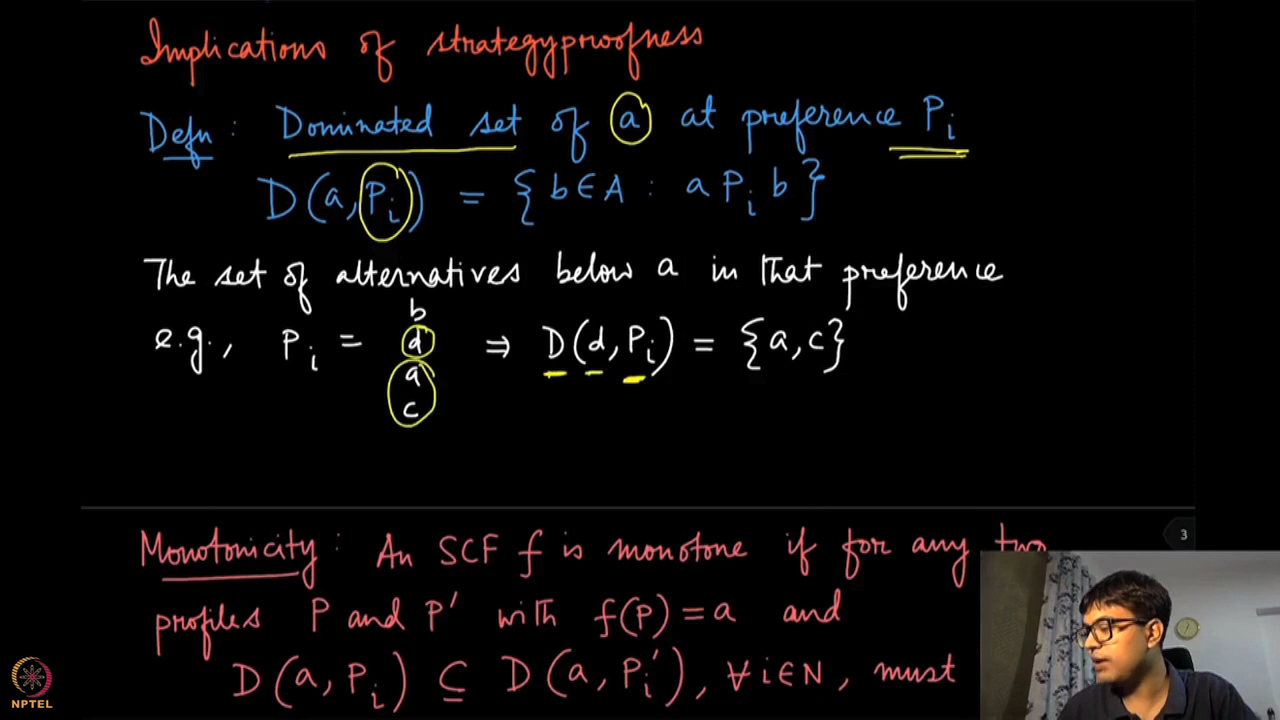 Implications of strategyproofness
Defn: Dominated set of a at preference Pi
D(a, Pi) = {b ∈ A : a Pi b}
The set of alternatives below a in that preference
b
e.g., Pi = d ⇒ D(d, Pi) = {a, c}
a
c
3
Monotonicity: An SCF f is monotone if for any two
profiles P and P' with f(P) = a and
D(a, Pi) ⊆ D(a, Pi'), ∀ i ∈ N, must
NPTEL